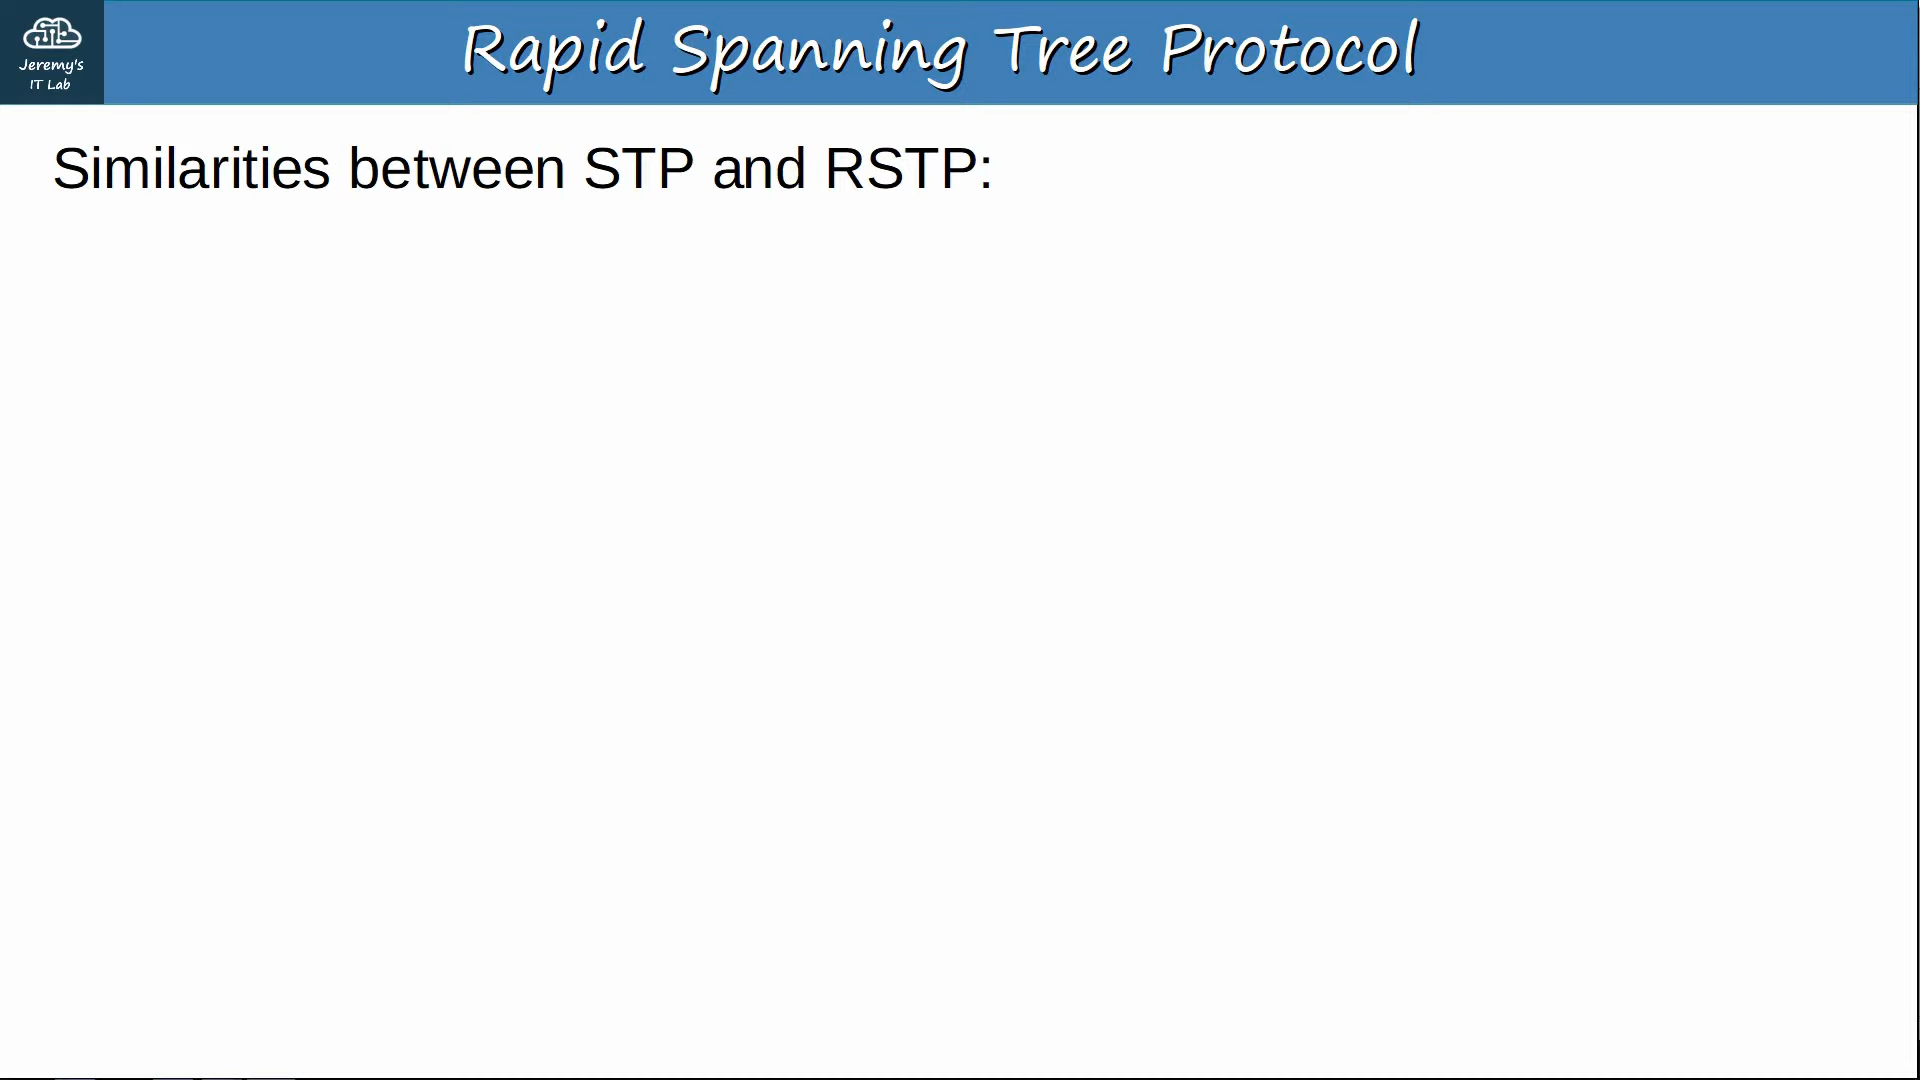 Jeremy's
IT Lab
Rapid Spanning Tree Protocol
Similarities between STP and RSTP: